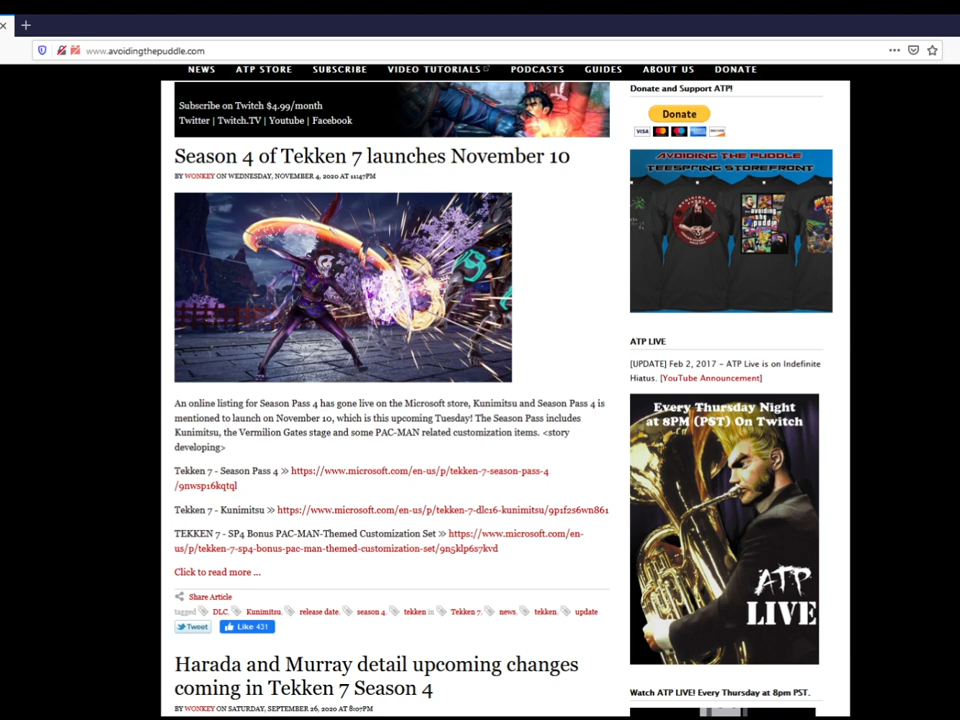 www.avoidingthepuddle.com
NEWS ATP STORE SUBSCRIBE VIDEO TUTORIALS PODCASTS GUIDES ABOUT US DONATE
Subscribe on Twitch $4.99/month
Twitter | Twitch.TV | Youtube | Facebook
Season 4 of Tekken 7 launches November 10
BY WONKEY ON WEDNESDAY, NOVEMBER 4, 2020 AT 11:47PM
An online listing for Season Pass 4 has gone live on the Microsoft store, Kunimitsu and Season Pass 4 is
mentioned to launch on November 10, which is this upcoming Tuesday! The Season Pass includes
Kunimitsu, the Vermilion Gates stage and some PAC-MAN related customization items. <story
developing>
Tekken 7 - Season Pass 4 >> https://www.microsoft.com/en-us/p/tekken-7-season-pass-4
/9nwsp16kqtql
Tekken 7 - Kunimitsu >> https://www.microsoft.com/en-us/p/tekken-7-dlc16-kunimitsu/9p1f2s6wn861
TEKKEN 7 - SP4 Bonus PAC-MAN-Themed Customization Set >> https://www.microsoft.com/en-
us/p/tekken-7-sp4-bonus-pac-man-themed-customization-set/9n5klp6s7kvd
Click to read more ...
Share Article
tagged DLC, Kunimitsu, release date, season 4, tekken in Tekken 7, news, tekken, update
Tweet Like 431
Harada and Murray detail upcoming changes
coming in Tekken 7 Season 4
BY WONKEY ON SATURDAY, SEPTEMBER 26, 2020 AT 8:07PM
Donate and Support ATP!
Donate
VISA
AVOIDING THE PUDDLE
TEESPRING STOREFRONT
avoiding
the
puddle
ATP LIVE
[UPDATE] Feb 2, 2017 - ATP Live is on Indefinite
Hiatus. [YouTube Announcement]
Every Thursday Night
at 8PM (PST) On Twitch
ATP
LIVE
Watch ATP LIVE! Every Thursday at 8pm PST.